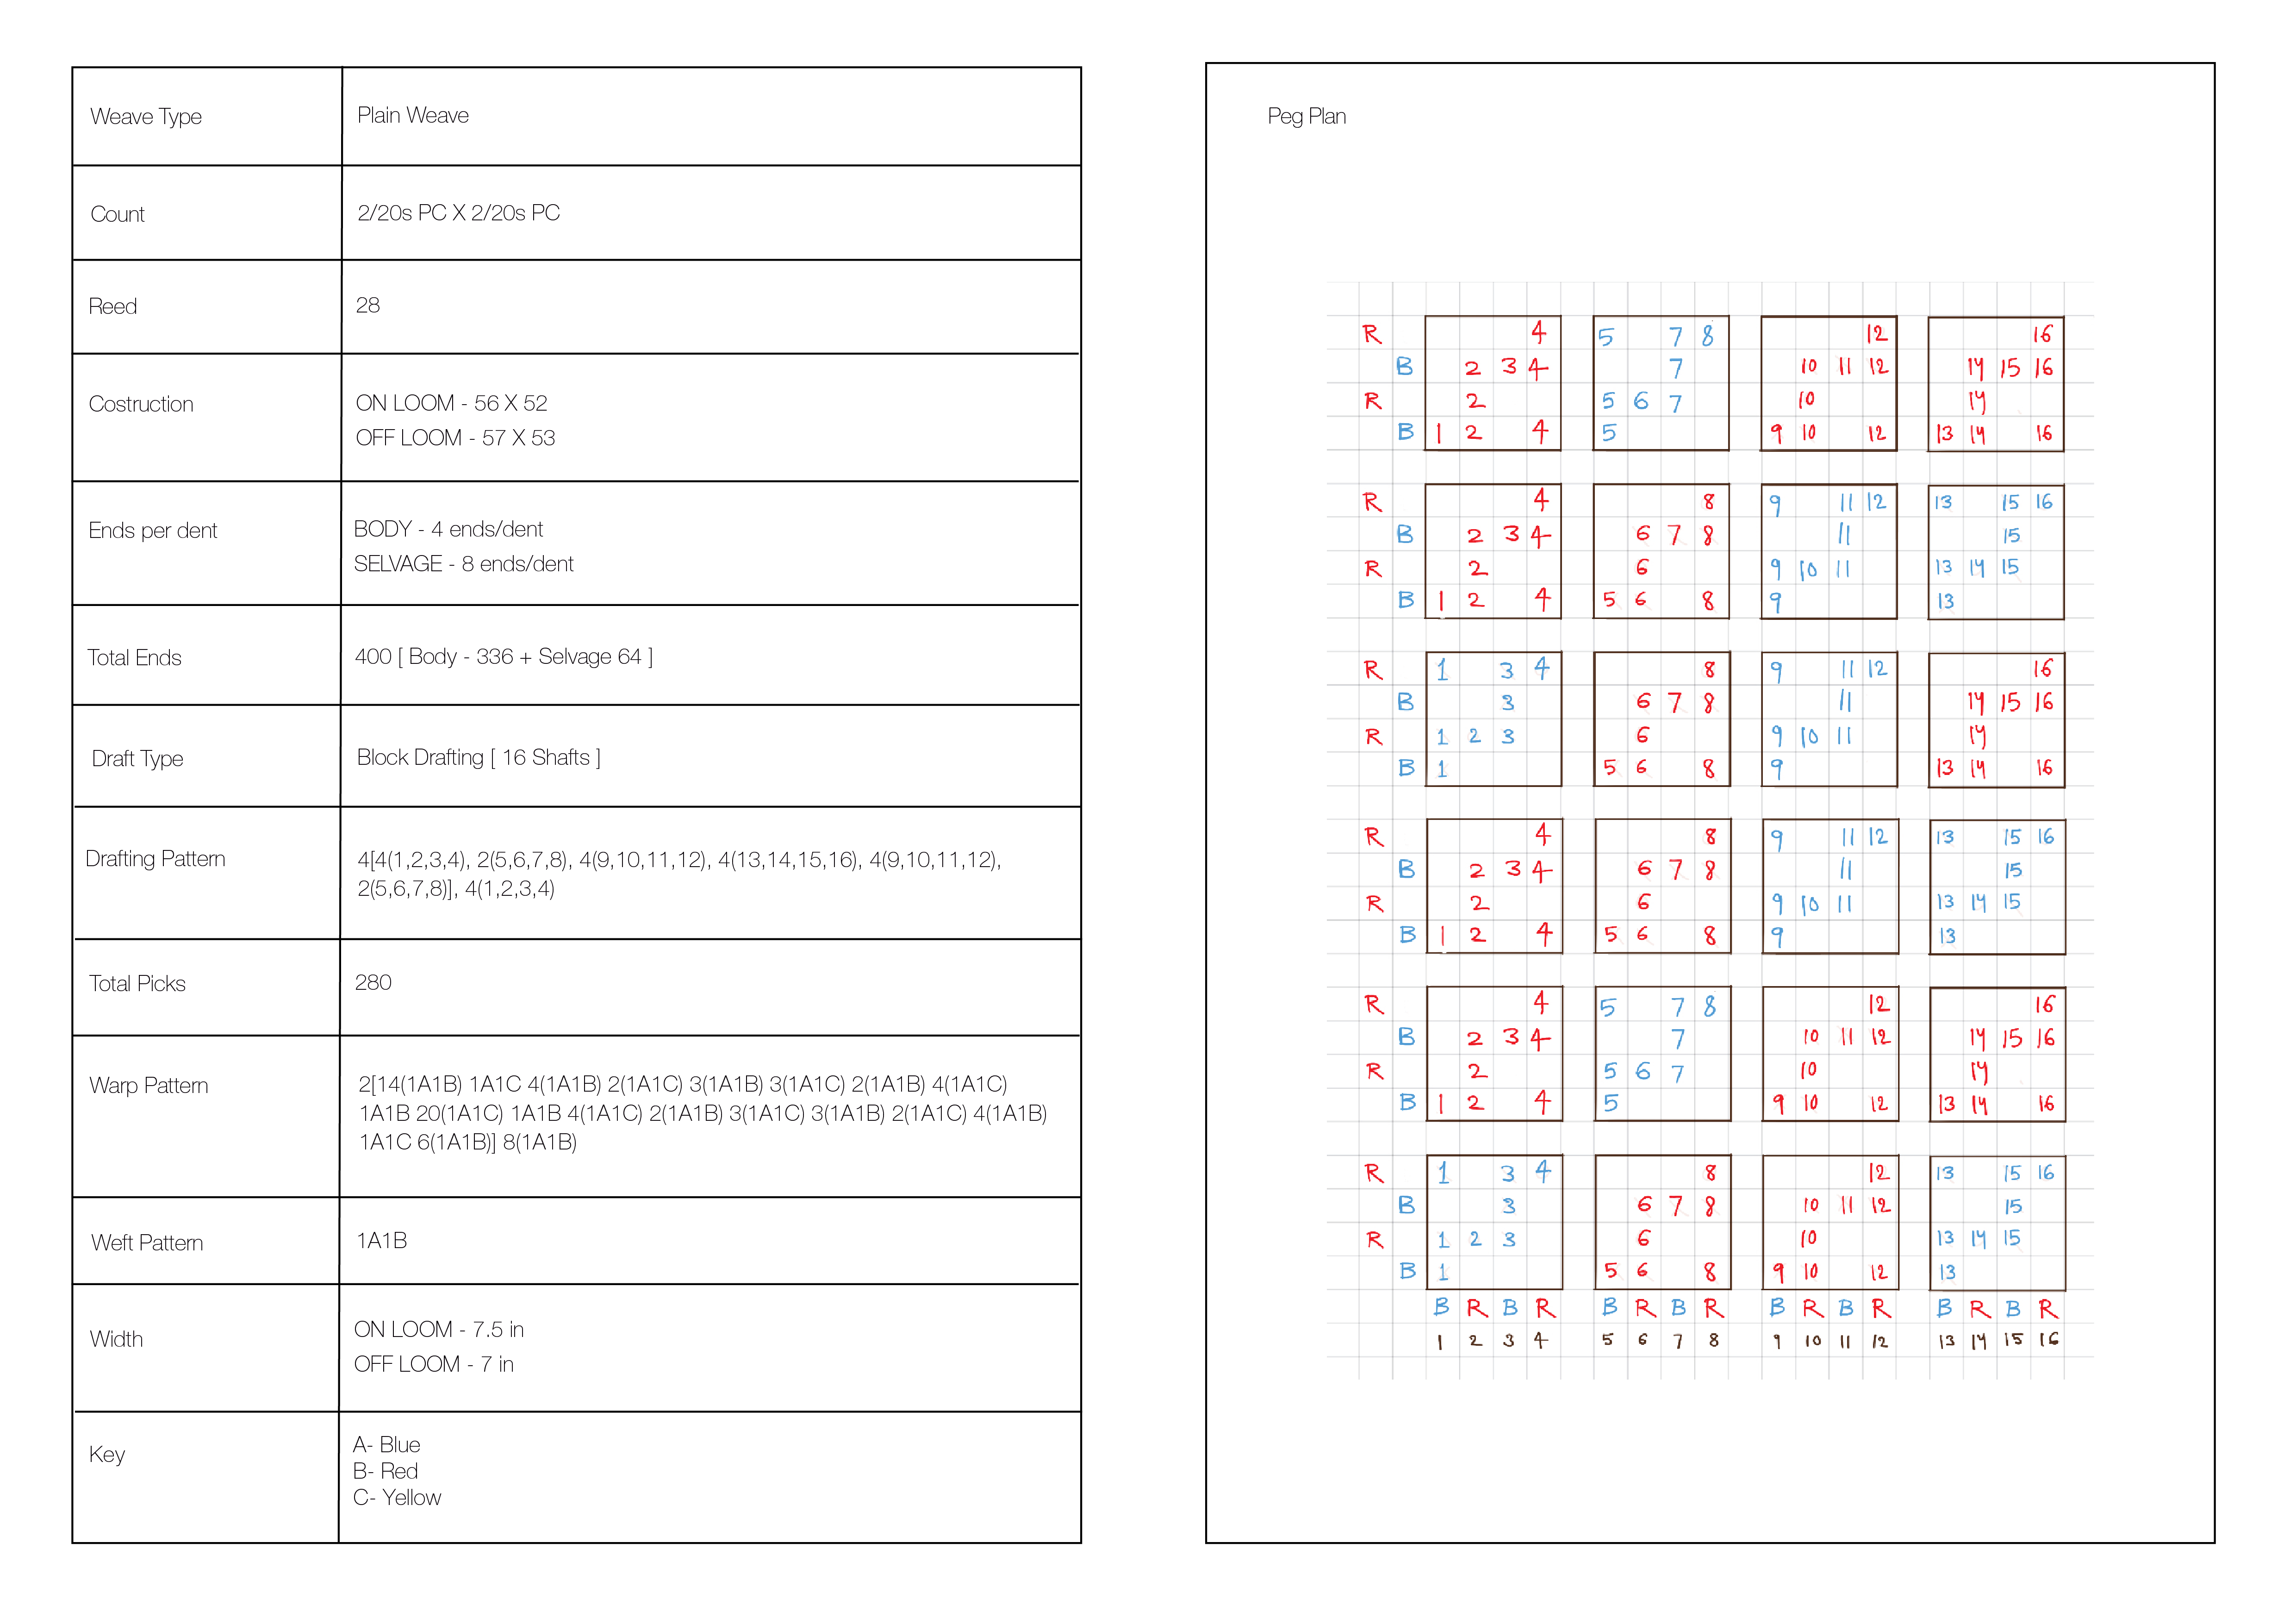 Weave Type
Plain Weave
Count
2/20s PC X 2/20s PC
Reed
28
Costruction
ON LOOM - 56 X 52
OFF LOOM - 57 X 53
Ends per dent
BODY - 4 ends/dent
SELVAGE - 8 ends/dent
Total Ends
400 [ Body - 336 + Selvage 64 ]
Draft Type
Block Drafting [ 16 Shafts ]
Drafting Pattern
4[4(1,2,3,4), 2(5,6,7,8), 4(9,10,11,12), 4(13,14,15,16), 4(9,10,11,12),
2(5,6,7,8)], 4(1,2,3,4)
Total Picks
280
Warp Pattern
2[14(1A1B) 1A1C 4(1A1B) 2(1A1C) 3(1A1B) 3(1A1C) 2(1A1B) 4(1A1C)
1A1B 20(1A1C) 1A1B 4(1A1C) 2(1A1B) 3(1A1C) 3(1A1B) 2(1A1C) 4(1A1B)
1A1C 6(1A1B)] 8(1A1B)
Weft Pattern
1A1B
Width
ON LOOM - 7.5 in
OFF LOOM - 7 in
Key
A- Blue
B- Red
C- Yellow
Peg Plan
R 4 5 7 8 12 16
B 2 3 4 7 10 11 12 14 15 16
R 2 5 6 7 10 14
B 1 2 4 5 9 10 12 13 14 16
R 4 8 9 11 12 13 15 16
B 2 3 4 6 7 8 11 15
R 2 6 9 10 11 13 14 15
B 1 2 4 5 6 8 9 13
R 1 3 4 8 9 11 12 16
B 3 6 7 8 11 14 15 16
R 1 2 3 6 9 10 11 14
B 1 5 6 8 9 13 14 16
R 4 8 9 11 12 13 15 16
B 2 3 4 6 7 8 11 15
R 2 6 9 10 11 13 14 15
B 1 2 4 5 6 8 9 13
R 4 5 7 8 12 16
B 2 3 4 7 10 11 12 14 15 16
R 2 5 6 7 10 14
B 1 2 4 5 9 10 12 13 14 16
R 1 3 4 8 12 13 15 16
B 3 6 7 8 10 11 12 15
R 1 2 3 6 10 13 14 15
B 1 5 6 8 9 10 12 13
B R B R B R B R B R B R B R B R
1 2 3 4 5 6 7 8 9 10 11 12 13 14 15 16